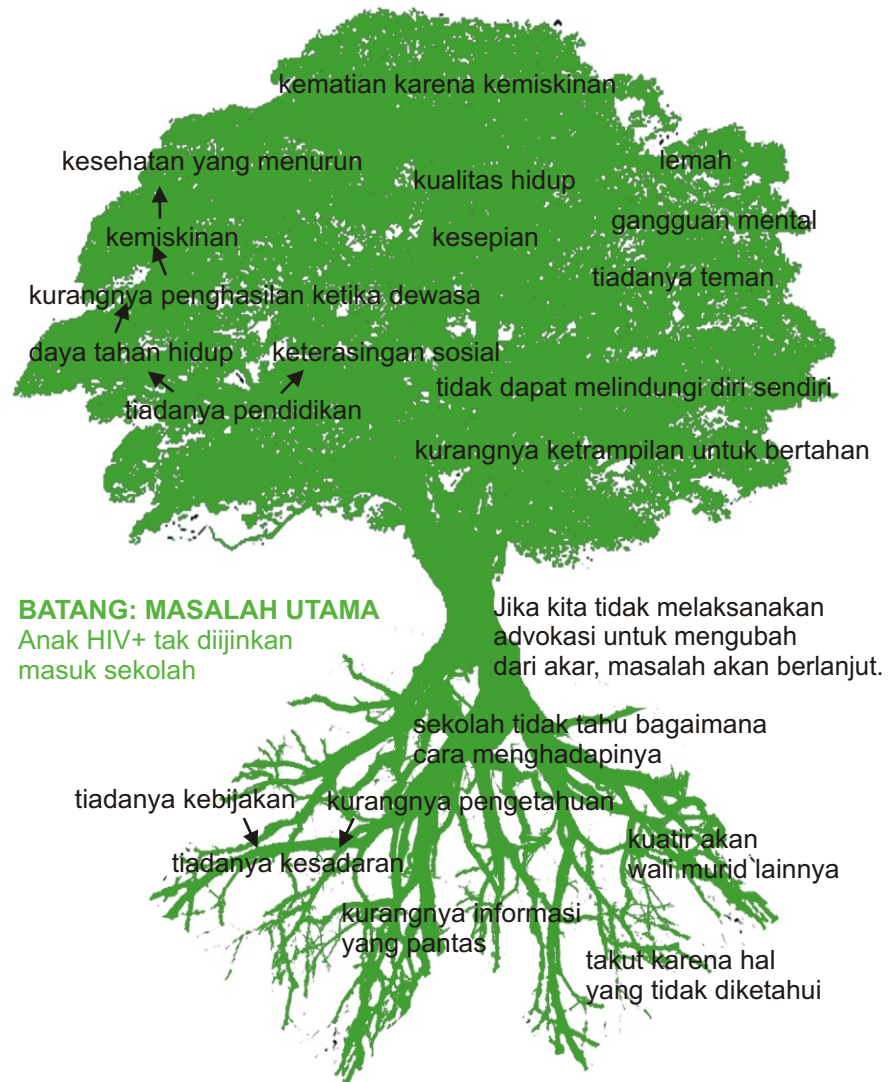 kematian karena kemiskinan
kesehatan yang menurun
lemah
kualitas hidup
gangguan mental
kemiskinan
kesepian
tiadanya teman
kurangnya penghasilan ketika dewasa
daya tahan hidup
keterasingan sosial
tidak dapat melindungi diri sendiri
tiadanya pendidikan
kurangnya ketrampilan untuk bertahan
BATANG: MASALAH UTAMA
Anak HIV+ tak diijinkan
masuk sekolah
Jika kita tidak melaksanakan
advokasi untuk mengubah
dari akar, masalah akan berlanjut.
sekolah tidak tahu bagaimana
cara menghadapinya
tiadanya kebijakan
kurangnya pengetahuan
tiadanya kesadaran
kuatir akan
wali murid lainnya
kurangnya informasi
yang pantas
takut karena hal
yang tidak diketahui